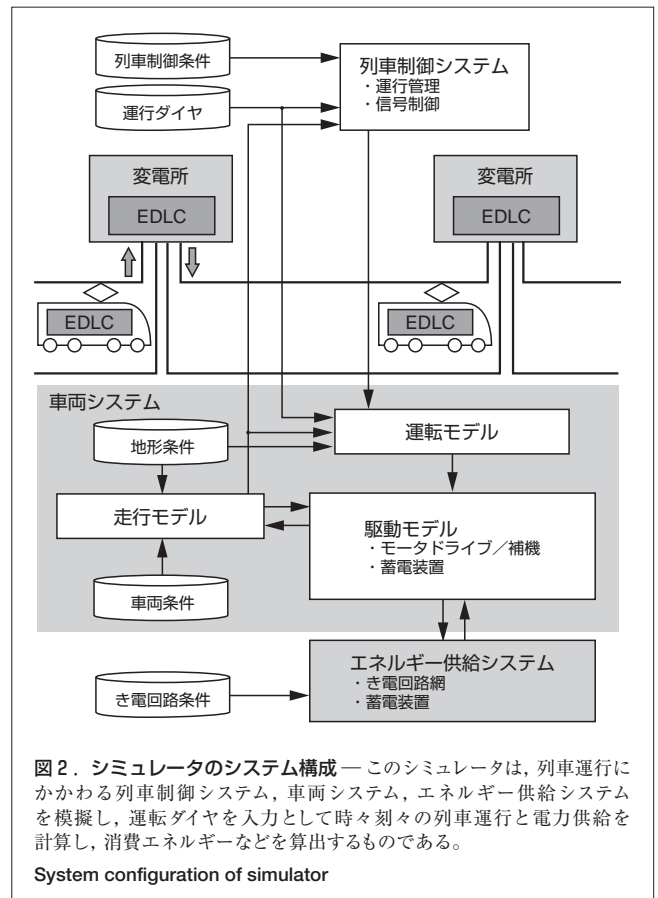 列車制御条件
運行ダイヤ
列車制御システム
・運行管理
・信号制御
変電所
EDLC
変電所
EDLC
EDLC
EDLC
車両システム
地形条件
運転モデル
走行モデル
駆動モデル
・モータドライブ／補機
・蓄電装置
車両条件
エネルギー供給システム
・き電回路網
・蓄電装置
き電回路条件
図2．シミュレータのシステム構成 — このシミュレータは，列車運行に
かかわる列車制御システム，車両システム，エネルギー供給システム
を模擬し，運転ダイヤを入力として時々刻々の列車運行と電力供給を
計算し，消費エネルギーなどを算出するものである。
System configuration of simulator